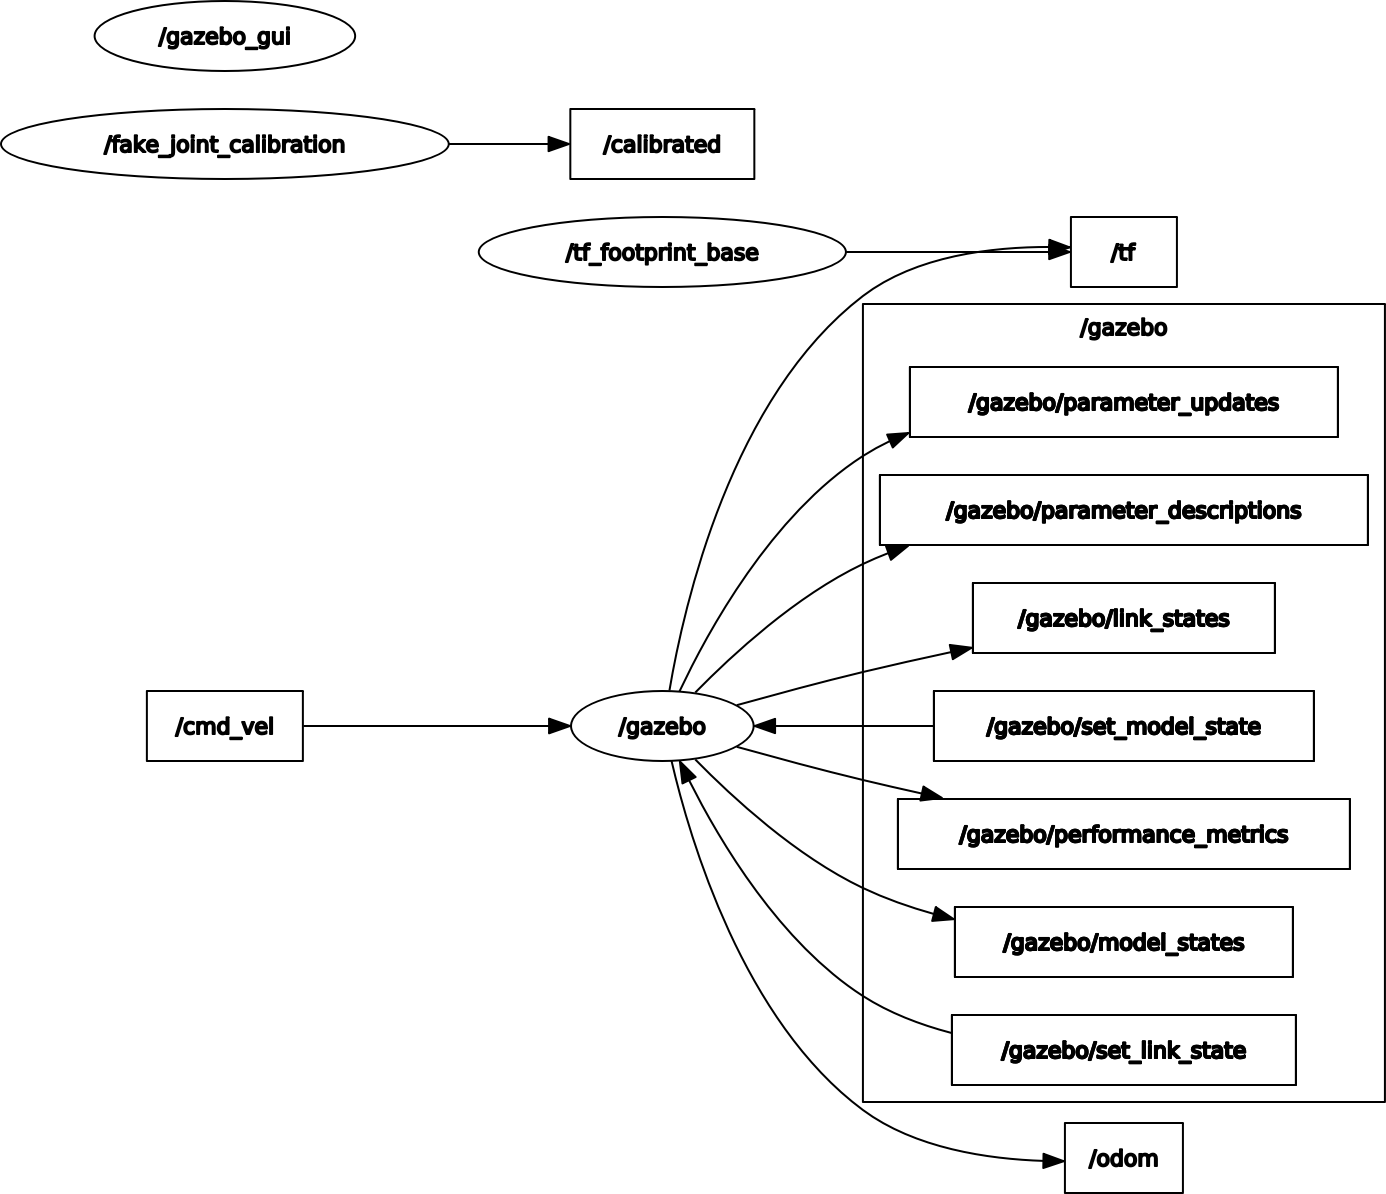 /gazebo_gui
/fake_joint_calibration
/calibrated
/tf_footprint_base
/tf
/gazebo
/gazebo/parameter_updates
/gazebo/parameter_descriptions
/gazebo/link_states
/cmd_vel
/gazebo
/gazebo/set_model_state
/gazebo/performance_metrics
/gazebo/model_states
/gazebo/set_link_state
/odom